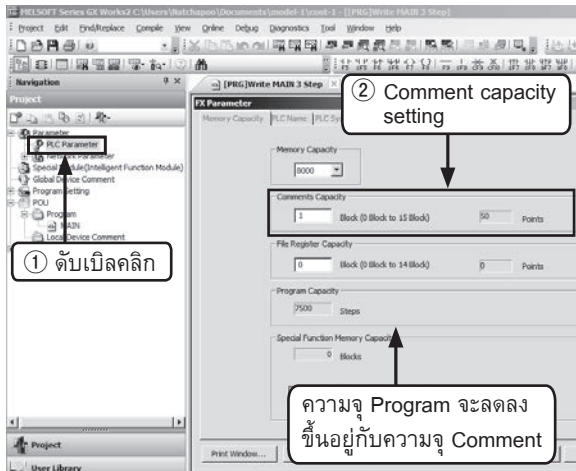 MELSOFT Series GX Works2 C:\Users\Natchapoo\Documents\model-1\root-1 - [[PRG]Write MAIN 3 Step]
Project Edit Find/Replace Compile View Online Debug Diagnostics Tool Window Help
Navigation
[PRG]Write MAIN 3 Step
Project
FX Parameter
② Comment capacity
setting
Memory Capacity PLC Name PLC Sy
Parameter
PLC Parameter
Network Parameter
Special Module(Intelligent Function Module)
Global Device Comment
Program Setting
POU
Program
MAIN
Local Device Comment
① ดับเบิลคลิก
Memory Capacity
8000
Comments Capacity
1 Block (0 Block to 15 Block) 50 Points
File Register Capacity
0 Block (0 Block to 14 Block) 0 Points
Program Capacity
7500 Steps
Special Function Memory Capacity
0 Blocks
ความจุ Program จะลดลง
ขึ้นอยู่กับความจุ Comment
Project
Print Window...
User Library